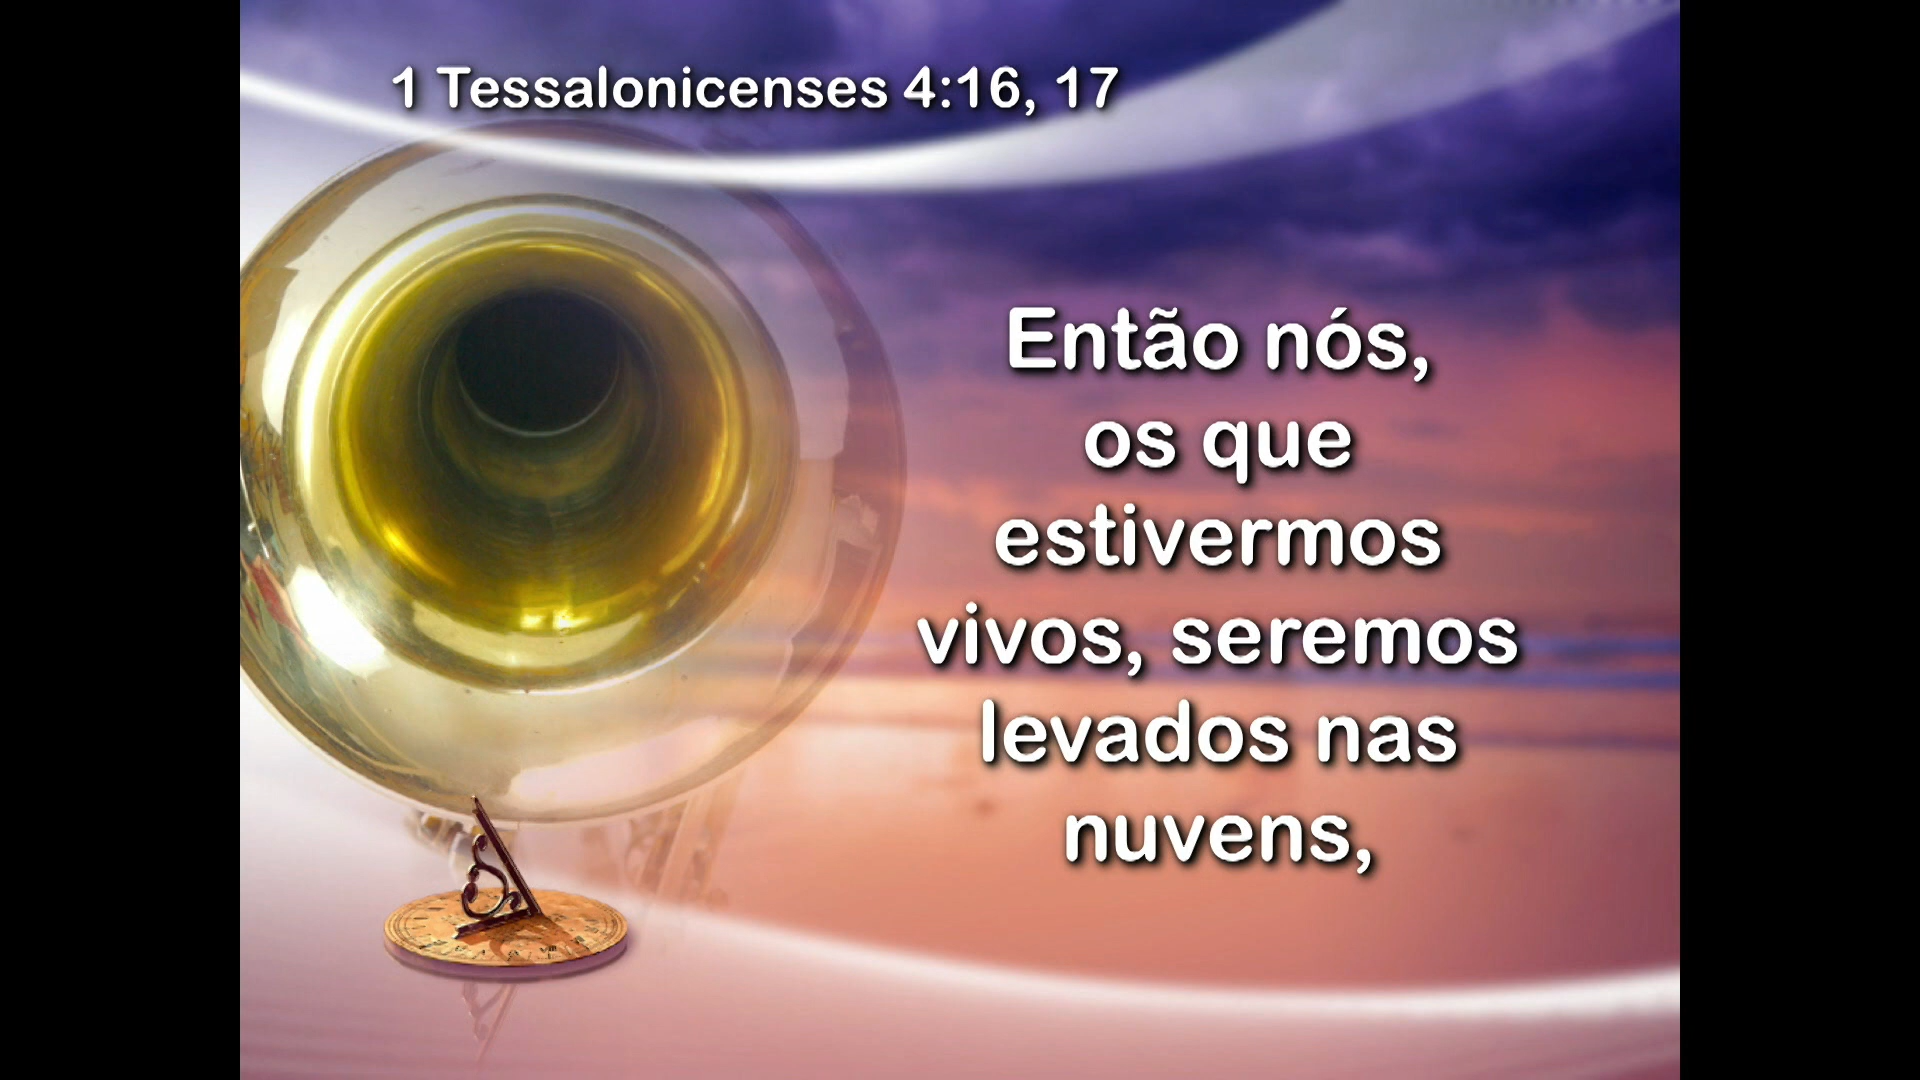 1 Tessalonicenses 4:16, 17
Então nós,
os que
estivermos
vivos, seremos
levados nas
nuvens,